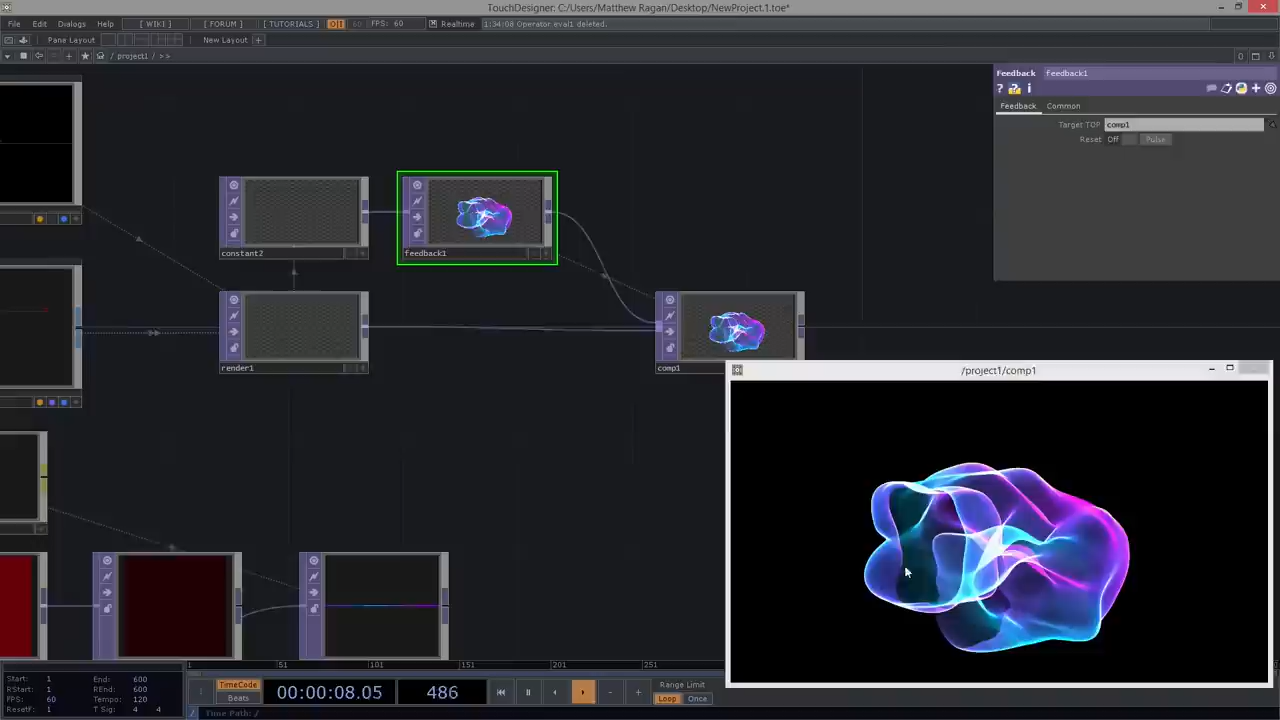 TouchDesigner: C:/Users/Matthew Ragan/Desktop/NewProject.1.toe*
File Edit Dialogs Help [ WIKI ] [ FORUM ] [ TUTORIALS ] O|I 60 FPS: 60 Realtime 1:34:08 Operator eval1 deleted.
Pane Layout New Layout +
/ project1 / >>
Feedback feedback1
? i
Feedback Common
Target TOP comp1
Reset Off Pulse
constant2
feedback1
render1
comp1
/project1/comp1
1 51 101 151 201 251
Start: 1 End: 600
RStart: 1 REnd: 600
FPS: 60 Tempo: 120
ResetF: 1 T Sig: 4 4
TimeCode
Beats
00:00:08.05
486
Range Limit
Loop Once
/ Time Path: /